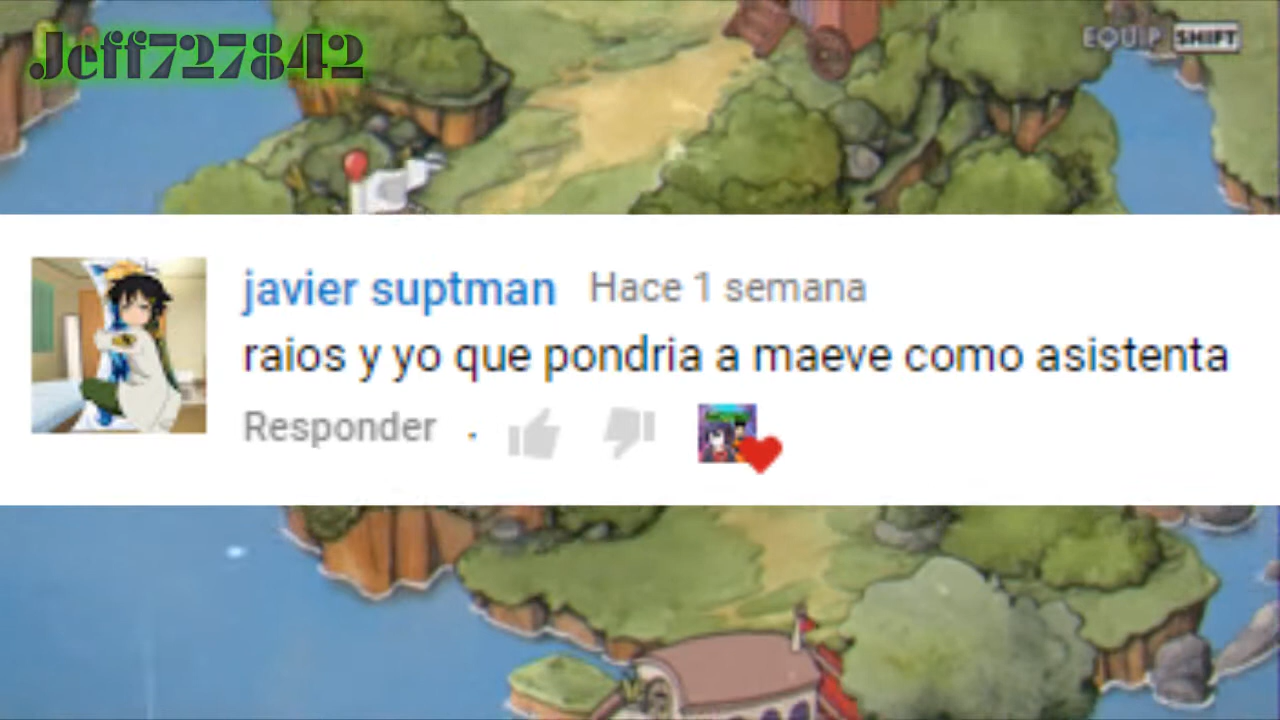 Jeff727842
EQUIP SHIFT
javier suptman Hace 1 semana
raios y yo que pondria a maeve como asistenta
Responder